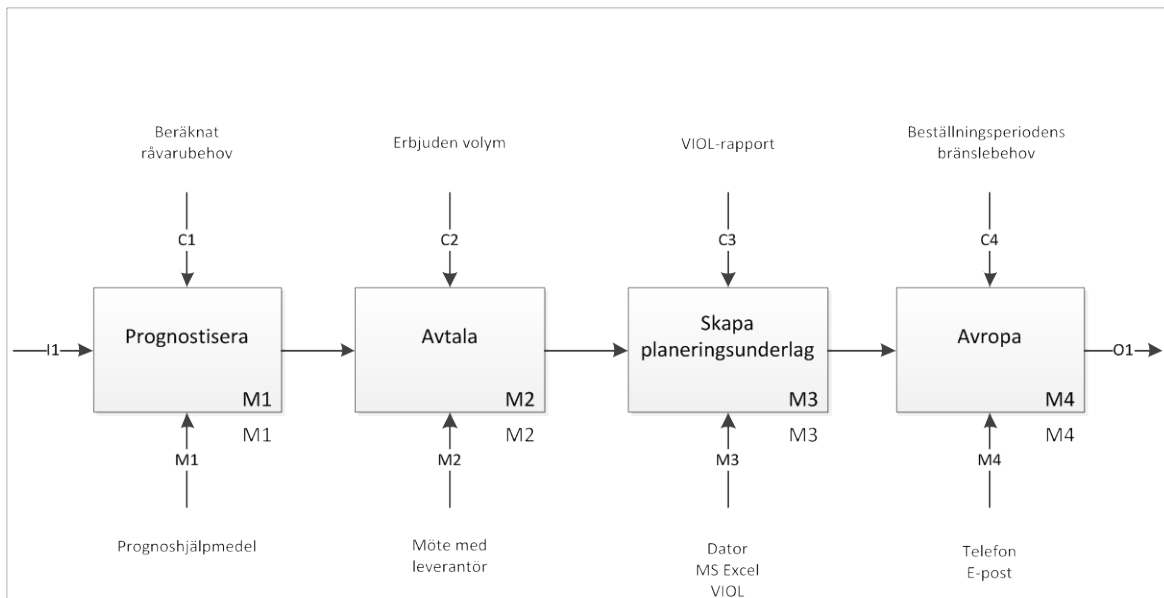 Beräknat
råvarubehov
Erbjuden volym
VIOL-rapport
Beställningsperiodens
bränslebehov
C1
C2
C3
C4
Prognostisera
Avtala
Skapa
planeringsunderlag
Avropa
I1
O1
M1
M2
M3
M4
M1
M2
M3
M4
M1
M2
M3
M4
Prognoshjälpmedel
Möte med
leverantör
Dator
MS Excel
VIOL
Telefon
E-post